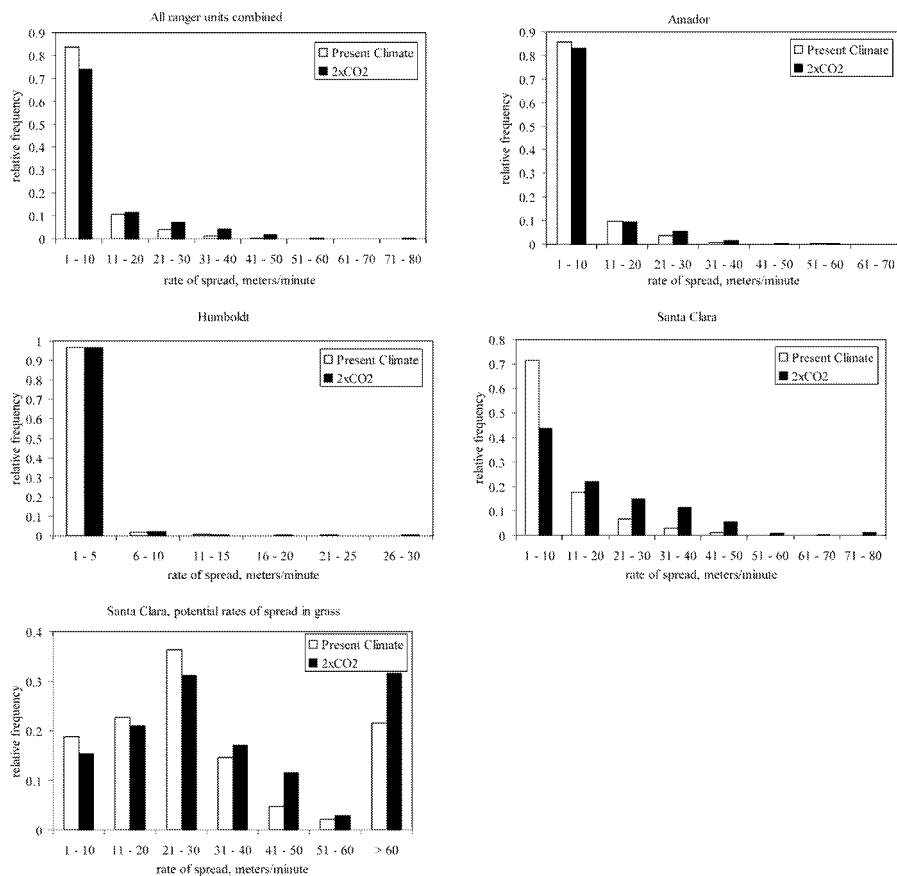 All ranger units combined
0.9
0.8
0.7
0.6
0.5
0.4
0.3
0.2
0.1
0
relative frequency
Present Climate
2xCO2
1 - 10 11 - 20 21 - 30 31 - 40 41 - 50 51 - 60 61 - 70 71 - 80
rate of spread, meters/minute
Amador
0.9
0.8
0.7
0.6
0.5
0.4
0.3
0.2
0.1
0
relative frequency
Present Climate
2xCO2
1 - 10 11 - 20 21 - 30 31 - 40 41 - 50 51 - 60 61 - 70
rate of spread, meters/minute
Humboldt
1
0.9
0.8
0.7
0.6
0.5
0.4
0.3
0.2
0.1
0
relative frequency
Present Climate
2xCO2
1 - 5 6 - 10 11 - 15 16 - 20 21 - 25 26 - 30
rate of spread, meters/minute
Santa Clara
0.8
0.7
0.6
0.5
0.4
0.3
0.2
0.1
0
relative frequency
Present Climate
2xCO2
1 - 10 11 - 20 21 - 30 31 - 40 41 - 50 51 - 60 61 - 70 71 - 80
rate of spread, meters/minute
Santa Clara, potential rates of spread in grass
0.4
0.3
0.2
0.1
0
relative frequency
Present Climate
2xCO2
1 - 10 11 - 20 21 - 30 31 - 40 41 - 50 51 - 60 > 60
rate of spread, meters/minute